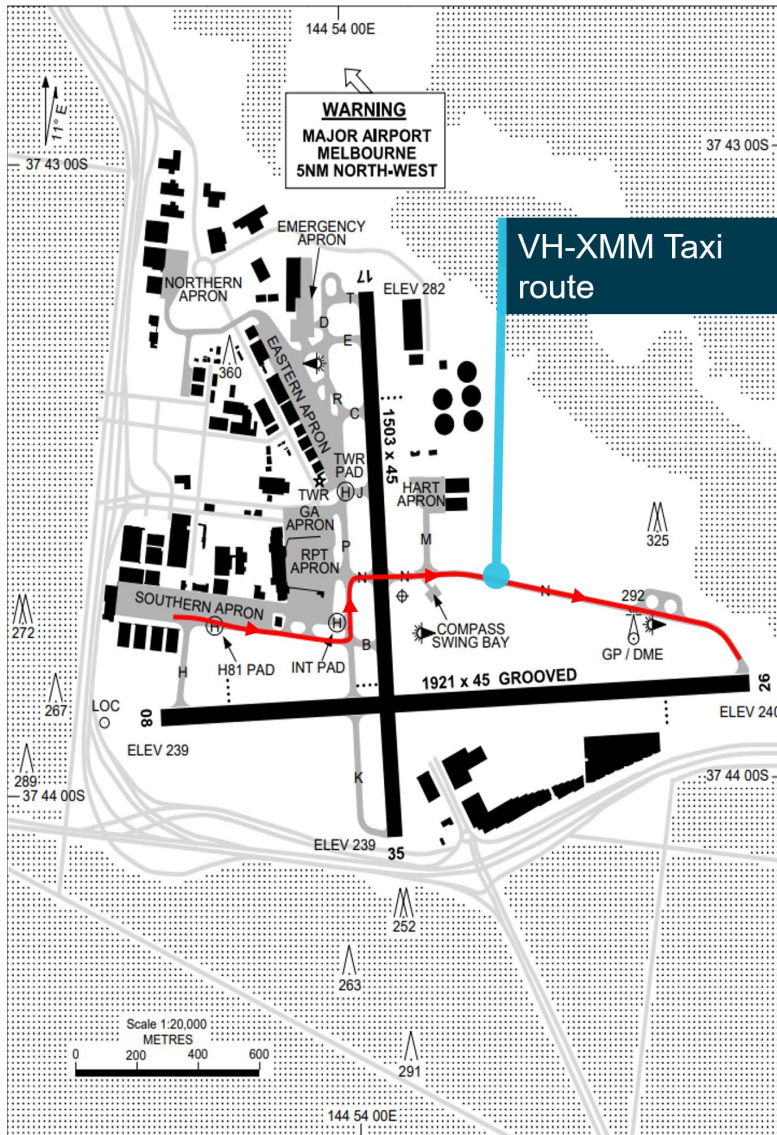 144 54 00E
11° E
37 43 00S
WARNING
MAJOR AIRPORT
MELBOURNE
5NM NORTH-WEST
37 43 00S
VH-XMM Taxi
route
EMERGENCY
APRON
NORTHERN
APRON
17
ELEV 282
T
D
E
360
EASTERN APRON
R
C
1503 x 45
TWR
PAD
TWR
H
J
HART
APRON
GA
APRON
P
M
325
RPT
APRON
N
N
N
292
SOUTHERN APRON
H
H
272
COMPASS
SWING BAY
GP / DME
B
H81 PAD
INT PAD
H
1921 x 45 GROOVED
26
267
LOC
08
ELEV 240
ELEV 239
289
37 44 00S
K
37 44 00S
ELEV 239
35
252
263
Scale 1:20,000
METRES
0 200 400 600
291
144 54 00E